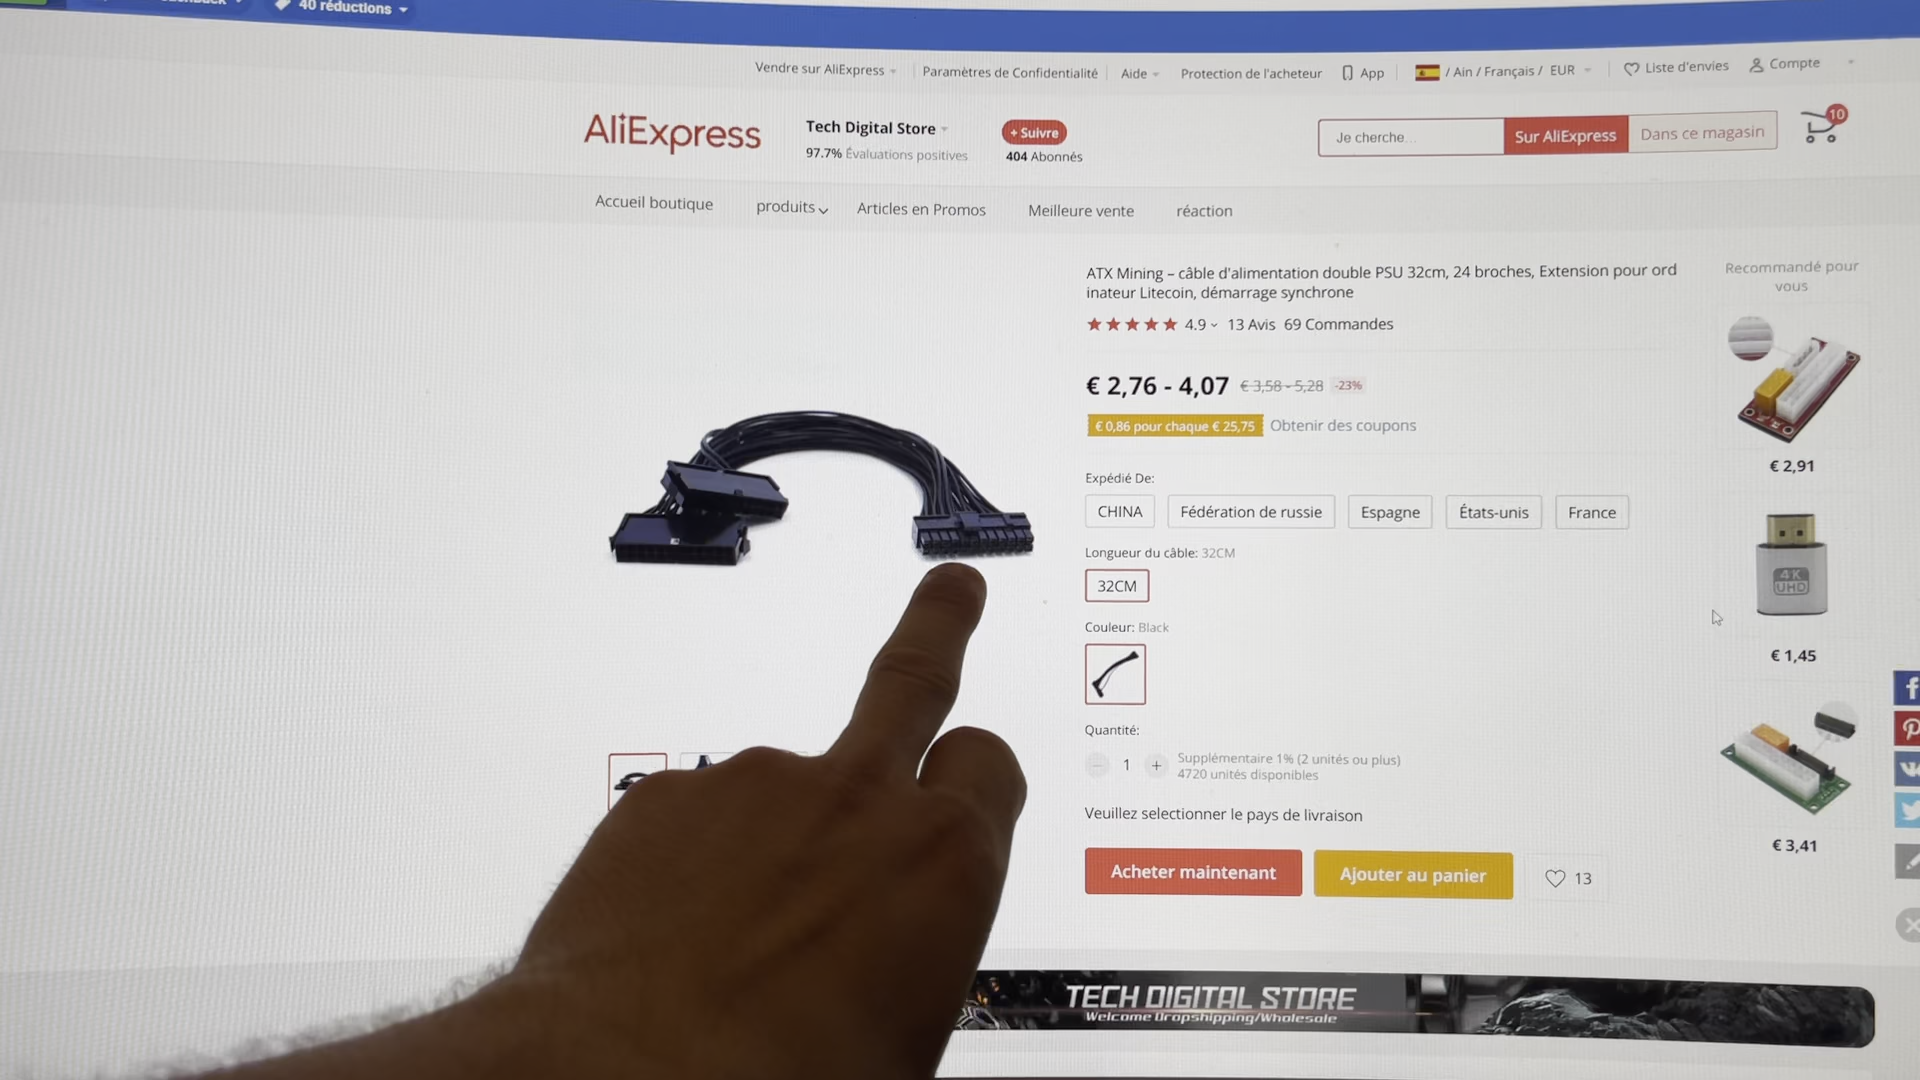 40 réductions
Vendre sur AliExpress
Paramètres de Confidentialité
Aide
Protection de l'acheteur
App
/ Ain / Français / EUR
Liste d'envies
Compte
AliExpress
Tech Digital Store
97.7% Évaluations positives
+ Suivre
404 Abonnés
Je cherche...
Sur AliExpress
Dans ce magasin
10
Accueil boutique
produits
Articles en Promos
Meilleure vente
réaction
ATX Mining – câble d'alimentation double PSU 32cm, 24 broches, Extension pour ord
inateur Litecoin, démarrage synchrone
4.9
13 Avis
69 Commandes
€ 2,76 - 4,07
€ 3,58 - 5,28
-23%
€ 0,86 pour chaque € 25,75
Obtenir des coupons
Expédié De:
CHINA
Fédération de russie
Espagne
États-unis
France
Longueur du câble: 32CM
32CM
Couleur: Black
Quantité:
1
Supplémentaire 1% (2 unités ou plus)
4720 unités disponibles
Veuillez selectionner le pays de livraison
Acheter maintenant
Ajouter au panier
13
Recommandé pour
vous
€ 2,91
4K
UHD
€ 1,45
€ 3,41
TECH DIGITAL STORE
Welcome Dropshipping/Wholesale